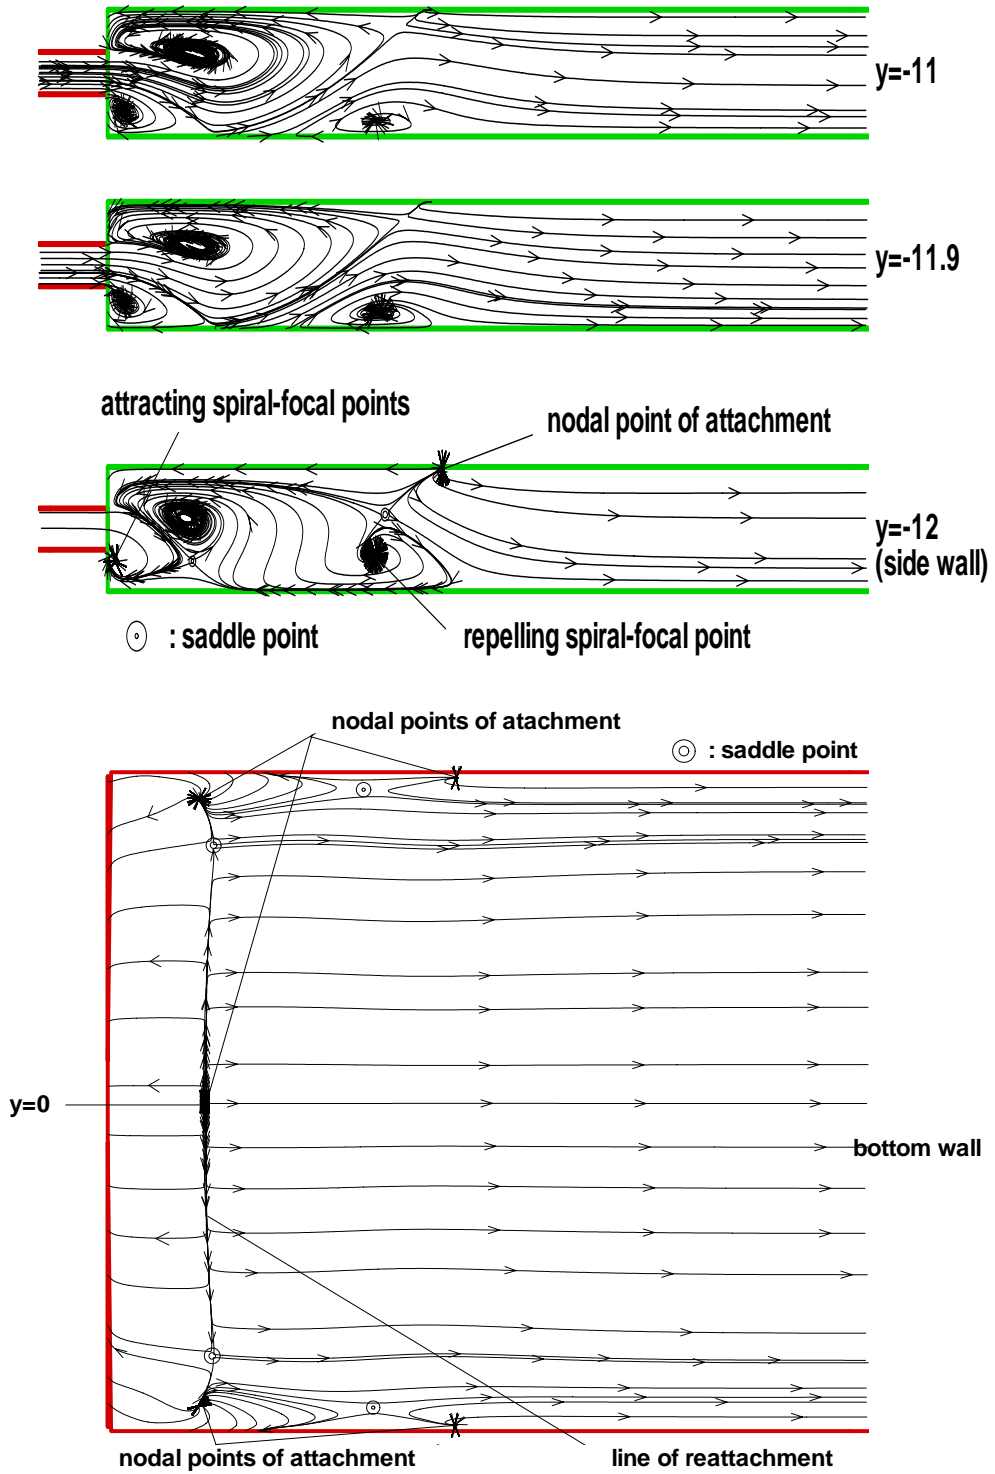 y=-11
y=-11.9
attracting spiral-focal points
nodal point of attachment
y=-12
(side wall)
: saddle point
repelling spiral-focal point
nodal points of atachment
: saddle point
y=0
bottom wall
nodal points of attachment
line of reattachment